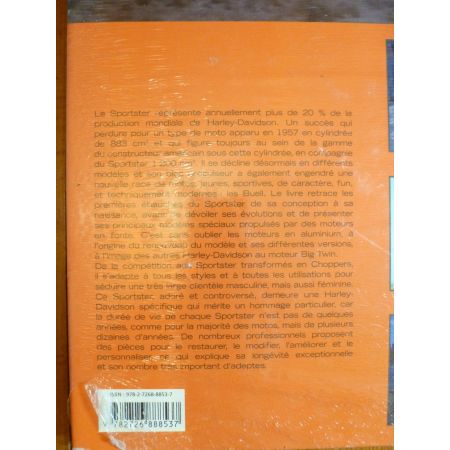 Le Sportster représente annuellement plus de 20 % de la
production mondiale de Harley-Davidson. Un succès qui
perdure pour un type de moto apparu en 1957 en cylindrée
de 883 cm³ et qui figure toujours au sein de la gamme
du constructeur américain sous cette cylindrée, en compagnie
du Sportster 1 200 cm³. Il se décline désormais en différents
modèles et son bloc propulseur a également engendré une
nouvelle race de motos, jeunes, sportives, de caractère, fun,
et techniquement modernes : les Buell. Le livre retrace les
premières ébauches du Sportster de sa conception à sa
naissance, avant de dévoiler ses évolutions et de présenter
ses principaux modèles spéciaux propulsés par des moteurs
en fonte. C'est sans oublier les moteurs en aluminium, à
l'origine du renouveau du modèle et ses différentes versions,
à l'image des autres Harley-Davidson au moteur Big Twin.
De la compétition aux Sportster transformés en Choppers,
il s'adapte à tous les styles et à toutes les utilisations pour
séduire une très large clientèle masculine, mais aussi féminine.
Ce Sportster, adoré et controversé, demeure une Harley-
Davidson spécifique qui mérite un hommage particulier, car
la durée de vie de chaque Sportster n'est pas de quelques
années, comme pour la majorité des motos, mais de plusieurs
dizaines d'années. De nombreux professionnels proposent
des pièces pour le restaurer, le modifier, l'améliorer et le
personnaliser, ce qui explique sa longévité exceptionnelle
et son nombre très important d'adeptes.
ISBN : 978-2-7268-8853-7
9 782726 888537